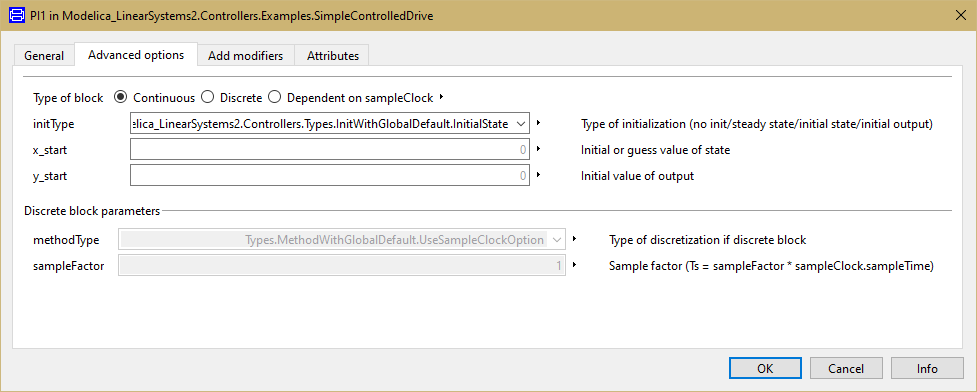 PI1 in Modelica_LinearSystems2.Controllers.Examples.SimpleControlledDrive
General Advanced options Add modifiers Attributes
Type of block Continuous Discrete Dependent on sampleClock
initType elica_LinearSystems2.Controllers.Types.InitWithGlobalDefault.InitialState Type of initialization (no init/steady state/initial state/initial output)
x_start 0 Initial or guess value of state
y_start 0 Initial value of output
Discrete block parameters
methodType Types.MethodWithGlobalDefault.UseSampleClockOption Type of discretization if discrete block
sampleFactor 1 Sample factor (Ts = sampleFactor * sampleClock.sampleTime)
OK Cancel Info